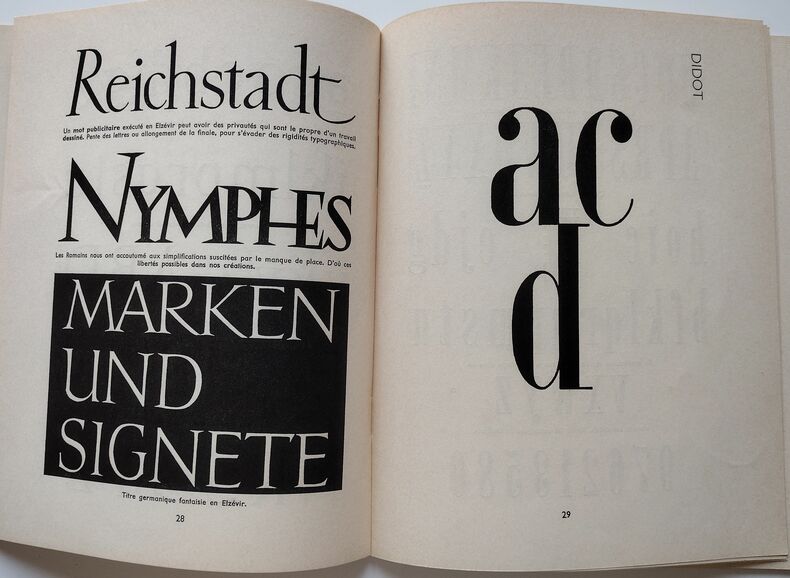 Reichstadt
Un mot publicitaire exécuté en Elzévir peut avoir des privautés qui sont le propre d'un travail
dessiné. Pente des lettres ou allongement de la finale, pour s'évader des rigidités typographiques.
NYMPHES
Les Romains nous ont accoutumé aux simplifications suscitées par le manque de place. D'où ces
libertés possibles dans nos créations.
MARKEN
UND
SIGNETE
Titre germanique fantaisie en Elzévir.
28
DIDOT
ac
d
29